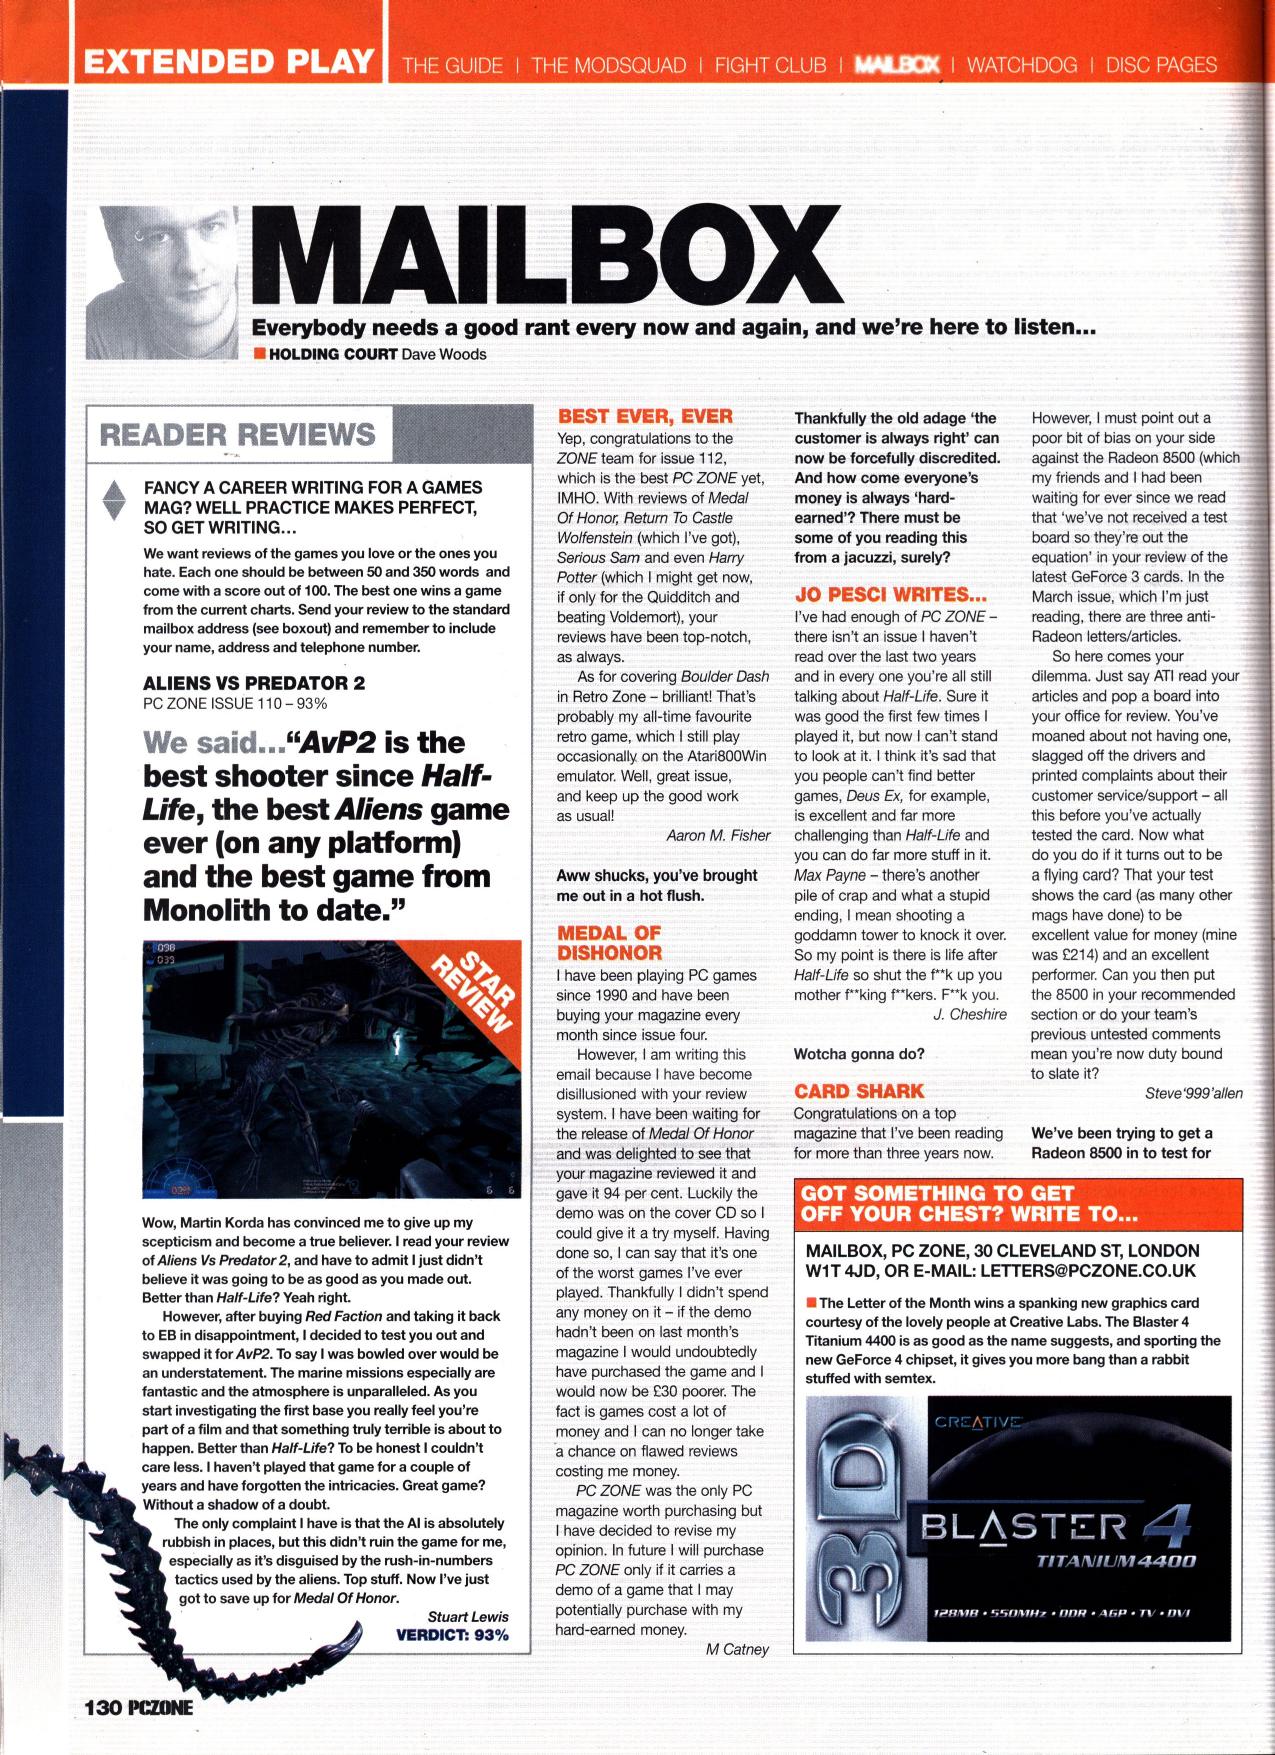 EXTENDED PLAY
THE GUIDE | THE MODSQUAD | FIGHT CLUB | MAILBOX | WATCHDOG | DISC PAGES
MAILBOX
Everybody needs a good rant every now and again, and we're here to listen...
HOLDING COURT Dave Woods
READER REVIEWS
FANCY A CAREER WRITING FOR A GAMES
MAG? WELL PRACTICE MAKES PERFECT,
SO GET WRITING...
We want reviews of the games you love or the ones you
hate. Each one should be between 50 and 350 words and
come with a score out of 100. The best one wins a game
from the current charts. Send your review to the standard
mailbox address (see boxout) and remember to include
your name, address and telephone number.
ALIENS VS PREDATOR 2
PC ZONE ISSUE 110 – 93%
We said...“AvP2 is the
best shooter since Half-
Life, the best Aliens game
ever (on any platform)
and the best game from
Monolith to date.”
STAR
REVIEW
Wow, Martin Korda has convinced me to give up my
scepticism and become a true believer. I read your review
of Aliens Vs Predator 2, and have to admit I just didn't
believe it was going to be as good as you made out.
Better than Half-Life? Yeah right.
However, after buying Red Faction and taking it back
to EB in disappointment, I decided to test you out and
swapped it for AvP2. To say I was bowled over would be
an understatement. The marine missions especially are
fantastic and the atmosphere is unparalleled. As you
start investigating the first base you really feel you're
part of a film and that something truly terrible is about to
happen. Better than Half-Life? To be honest I couldn't
care less. I haven't played that game for a couple of
years and have forgotten the intricacies. Great game?
Without a shadow of a doubt.
The only complaint I have is that the AI is absolutely
rubbish in places, but this didn't ruin the game for me,
especially as it's disguised by the rush-in-numbers
tactics used by the aliens. Top stuff. Now I've just
got to save up for Medal Of Honor.
Stuart Lewis
VERDICT: 93%
BEST EVER, EVER
Yep, congratulations to the
ZONE team for issue 112,
which is the best PC ZONE yet,
IMHO. With reviews of Medal
Of Honor, Return To Castle
Wolfenstein (which I've got),
Serious Sam and even Harry
Potter (which I might get now,
if only for the Quidditch and
beating Voldemort), your
reviews have been top-notch,
as always.
As for covering Boulder Dash
in Retro Zone – brilliant! That's
probably my all-time favourite
retro game, which I still play
occasionally on the Atari800Win
emulator. Well, great issue,
and keep up the good work
as usual!
Aaron M. Fisher
Aww shucks, you've brought
me out in a hot flush.
MEDAL OF
DISHONOR
I have been playing PC games
since 1990 and have been
buying your magazine every
month since issue four.
However, I am writing this
email because I have become
disillusioned with your review
system. I have been waiting for
the release of Medal Of Honor
and was delighted to see that
your magazine reviewed it and
gave it 94 per cent. Luckily the
demo was on the cover CD so I
could give it a try myself. Having
done so, I can say that it's one
of the worst games I've ever
played. Thankfully I didn't spend
any money on it – if the demo
hadn't been on last month's
magazine I would undoubtedly
have purchased the game and I
would now be £30 poorer. The
fact is games cost a lot of
money and I can no longer take
a chance on flawed reviews
costing me money.
PC ZONE was the only PC
magazine worth purchasing but
I have decided to revise my
opinion. In future I will purchase
PC ZONE only if it carries a
demo of a game that I may
potentially purchase with my
hard-earned money.
M Catney
Thankfully the old adage ‘the
customer is always right’ can
now be forcefully discredited.
And how come everyone's
money is always ‘hard-
earned’? There must be
some of you reading this
from a jacuzzi, surely?
JO PESCI WRITES...
I've had enough of PC ZONE –
there isn't an issue I haven't
read over the last two years
and in every one you're all still
talking about Half-Life. Sure it
was good the first few times I
played it, but now I can't stand
to look at it. I think it's sad that
you people can't find better
games, Deus Ex, for example,
is excellent and far more
challenging than Half-Life and
you can do far more stuff in it.
Max Payne – there's another
pile of crap and what a stupid
ending, I mean shooting a
goddamn tower to knock it over.
So my point is there is life after
Half-Life so shut the f**k up you
mother f**king f**kers. F**k you.
J. Cheshire
Wotcha gonna do?
CARD SHARK
Congratulations on a top
magazine that I've been reading
for more than three years now.
However, I must point out a
poor bit of bias on your side
against the Radeon 8500 (which
my friends and I had been
waiting for ever since we read
that ‘we've not received a test
board so they're out the
equation’ in your review of the
latest GeForce 3 cards. In the
March issue, which I'm just
reading, there are three anti-
Radeon letters/articles.
So here comes your
dilemma. Just say ATI read your
articles and pop a board into
your office for review. You've
moaned about not having one,
slagged off the drivers and
printed complaints about their
customer service/support – all
this before you've actually
tested the card. Now what
do you do if it turns out to be
a flying card? That your test
shows the card (as many other
mags have done) to be
excellent value for money (mine
was £214) and an excellent
performer. Can you then put
the 8500 in your recommended
section or do your team's
previous untested comments
mean you're now duty bound
to slate it?
Steve‘999’allen
We've been trying to get a
Radeon 8500 in to test for
GOT SOMETHING TO GET
OFF YOUR CHEST? WRITE TO...
MAILBOX, PC ZONE, 30 CLEVELAND ST, LONDON
W1T 4JD, OR E-MAIL: LETTERS@PCZONE.CO.UK
The Letter of the Month wins a spanking new graphics card
courtesy of the lovely people at Creative Labs. The Blaster 4
Titanium 4400 is as good as the name suggests, and sporting the
new GeForce 4 chipset, it gives you more bang than a rabbit
stuffed with semtex.
CREATIVE
3D
BLASTER 4
TITANIUM 4400
128MB • 550MHz • DDR • AGP • TV • DVI
130 PCZONE